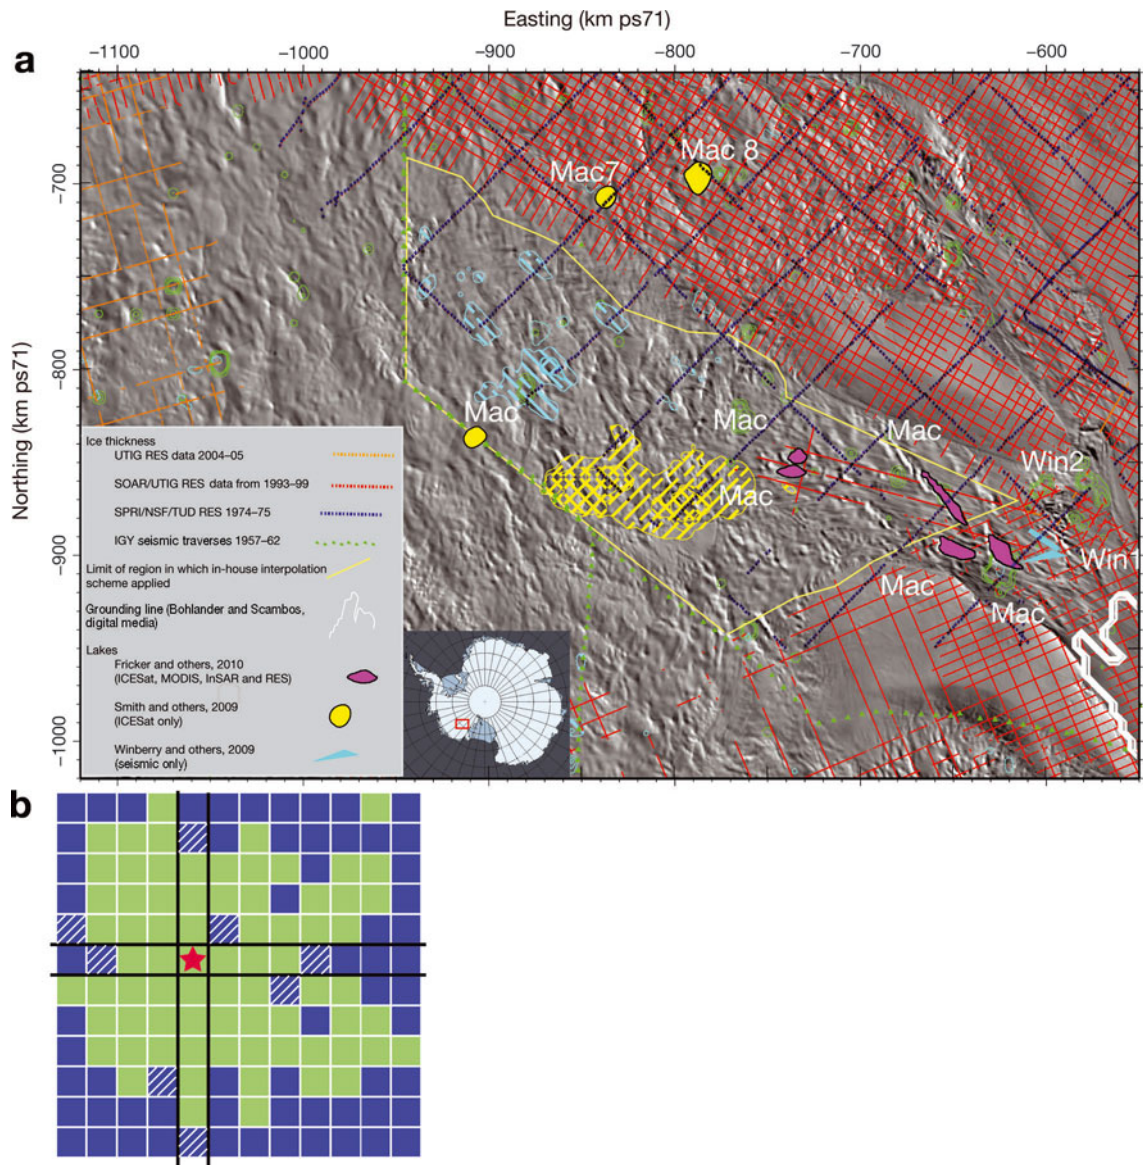 Easting (km ps71)
a
−1100 −1000 −900 −800 −700 −600
Northing (km ps71)
−700
−800
−900
−1000
Mac7
Mac 8
Mac
Mac
Mac
Mac
Win2
Win1
Mac
Mac
Ice thickness
UTIG RES data 2004–05
SOAR/UTIG RES data from 1993–99
SPRI/NSF/TUD RES 1974–75
IGY seismic traverses 1957–62
Limit of region in which in-house interpolation
scheme applied
Grounding line (Bohlander and Scambos,
digital media)
Lakes
Fricker and others, 2010
(ICESat, MODIS, InSAR and RES)
Smith and others, 2009
(ICESat only)
Winberry and others, 2009
(seismic only)
b